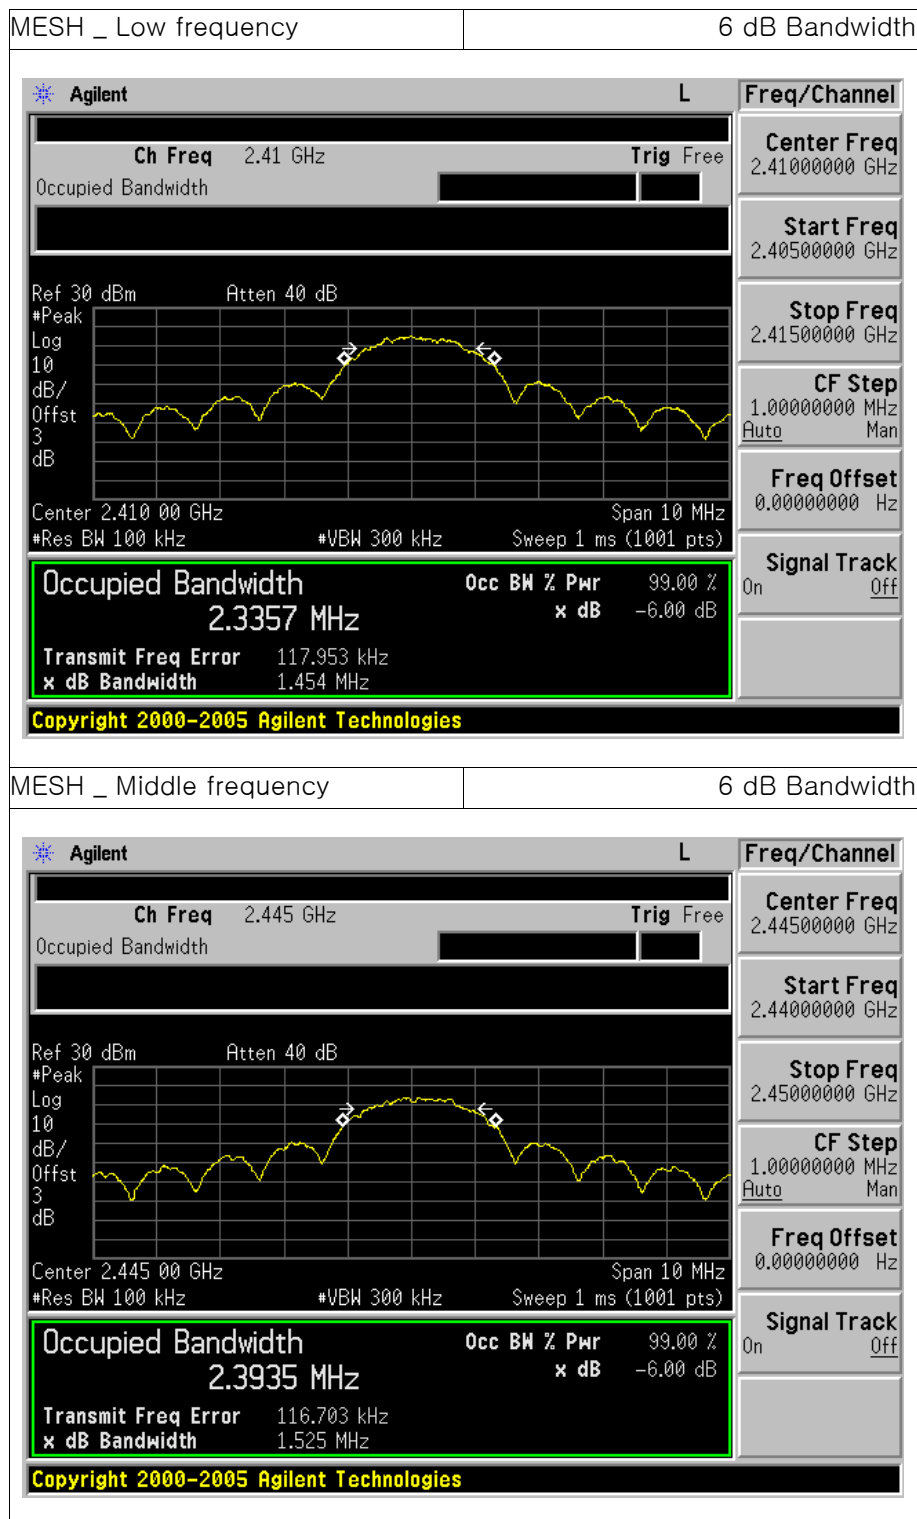 MESH _ Low frequency 6 dB Bandwidth
Agilent L Freq/Channel
Ch Freq 2.41 GHz Trig Free
Occupied Bandwidth
Center Freq
2.41000000 GHz
Start Freq
2.40500000 GHz
Stop Freq
2.41500000 GHz
CF Step
1.00000000 MHz
Auto Man
Freq Offset
0.00000000 Hz
Signal Track
On Off
Ref 30 dBm Atten 40 dB
#Peak
Log
10
dB/
Offst
3
dB
Center 2.410 00 GHz Span 10 MHz
#Res BW 100 kHz #VBW 300 kHz Sweep 1 ms (1001 pts)
Occupied Bandwidth Occ BW % Pwr 99.00 %
2.3357 MHz x dB -6.00 dB
Transmit Freq Error 117.953 kHz
x dB Bandwidth 1.454 MHz
Copyright 2000-2005 Agilent Technologies
MESH _ Middle frequency 6 dB Bandwidth
Agilent L Freq/Channel
Ch Freq 2.445 GHz Trig Free
Occupied Bandwidth
Center Freq
2.44500000 GHz
Start Freq
2.44000000 GHz
Stop Freq
2.45000000 GHz
CF Step
1.00000000 MHz
Auto Man
Freq Offset
0.00000000 Hz
Signal Track
On Off
Ref 30 dBm Atten 40 dB
#Peak
Log
10
dB/
Offst
3
dB
Center 2.445 00 GHz Span 10 MHz
#Res BW 100 kHz #VBW 300 kHz Sweep 1 ms (1001 pts)
Occupied Bandwidth Occ BW % Pwr 99.00 %
2.3935 MHz x dB -6.00 dB
Transmit Freq Error 116.703 kHz
x dB Bandwidth 1.525 MHz
Copyright 2000-2005 Agilent Technologies